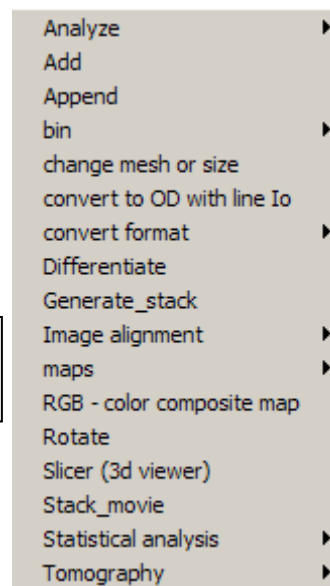 Analyze
Add
Append
bin
change mesh or size
convert to OD with line Io
convert format
Differentiate
Generate_stack
Image alignment
maps
RGB - color composite map
Rotate
Slicer (3d viewer)
Stack_movie
Statistical analysis
Tomography